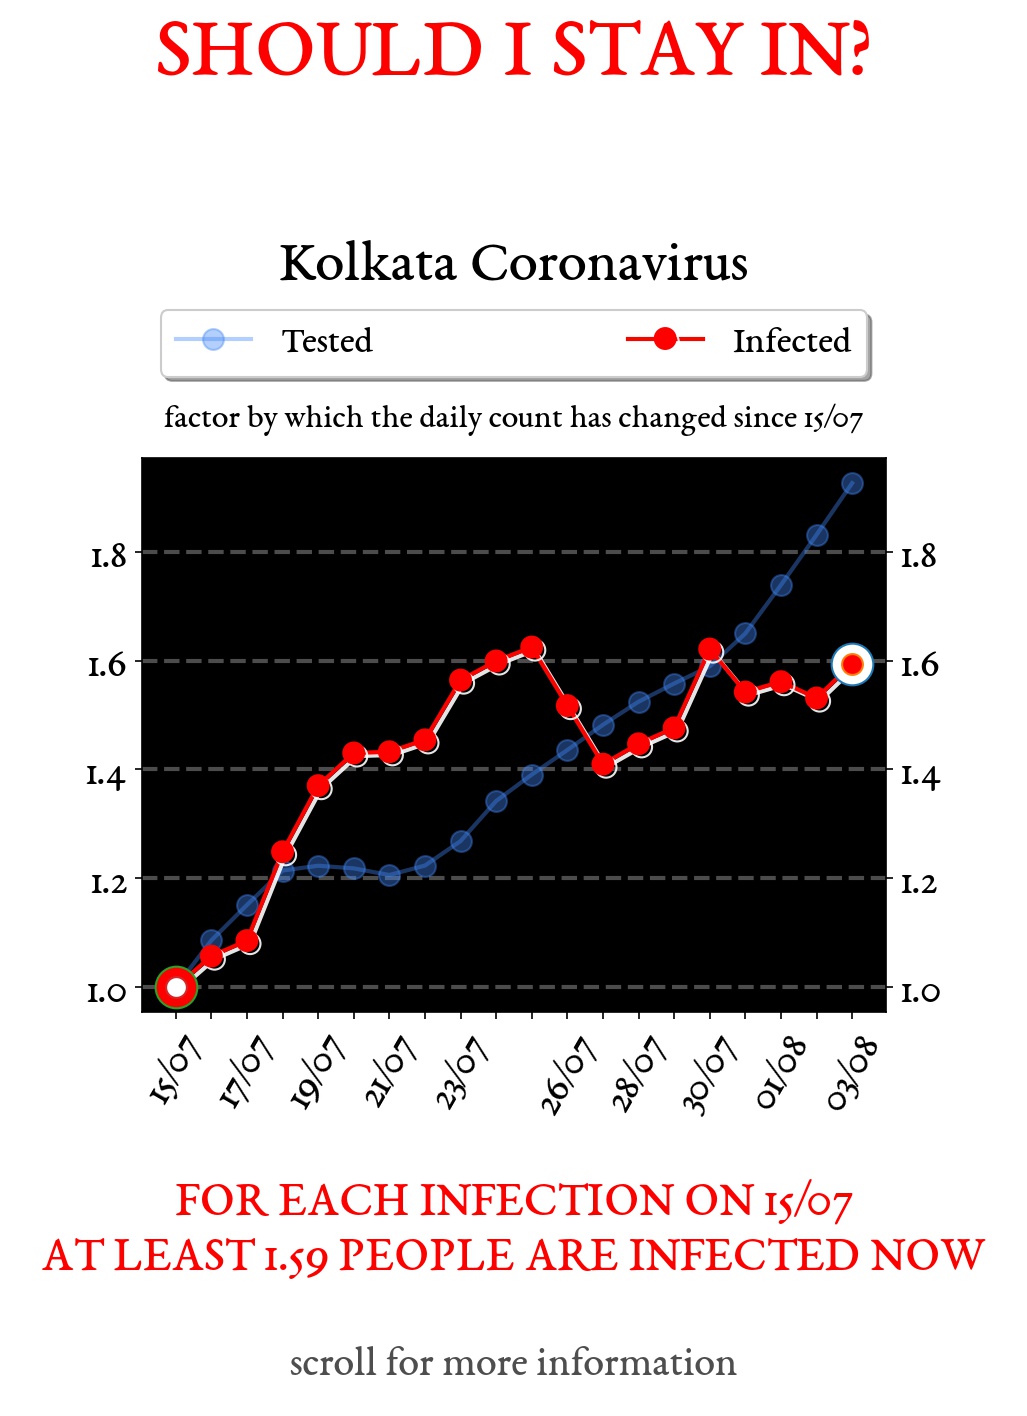 SHOULD I STAY IN?
Kolkata Coronavirus
Tested Infected
factor by which the daily count has changed since 15/07
1.8 1.8
1.6 1.6
1.4 1.4
1.2 1.2
1.0 1.0
15/07 17/07 19/07 21/07 23/07 26/07 28/07 30/07 01/08 03/08
FOR EACH INFECTION ON 15/07
AT LEAST 1.59 PEOPLE ARE INFECTED NOW
scroll for more information